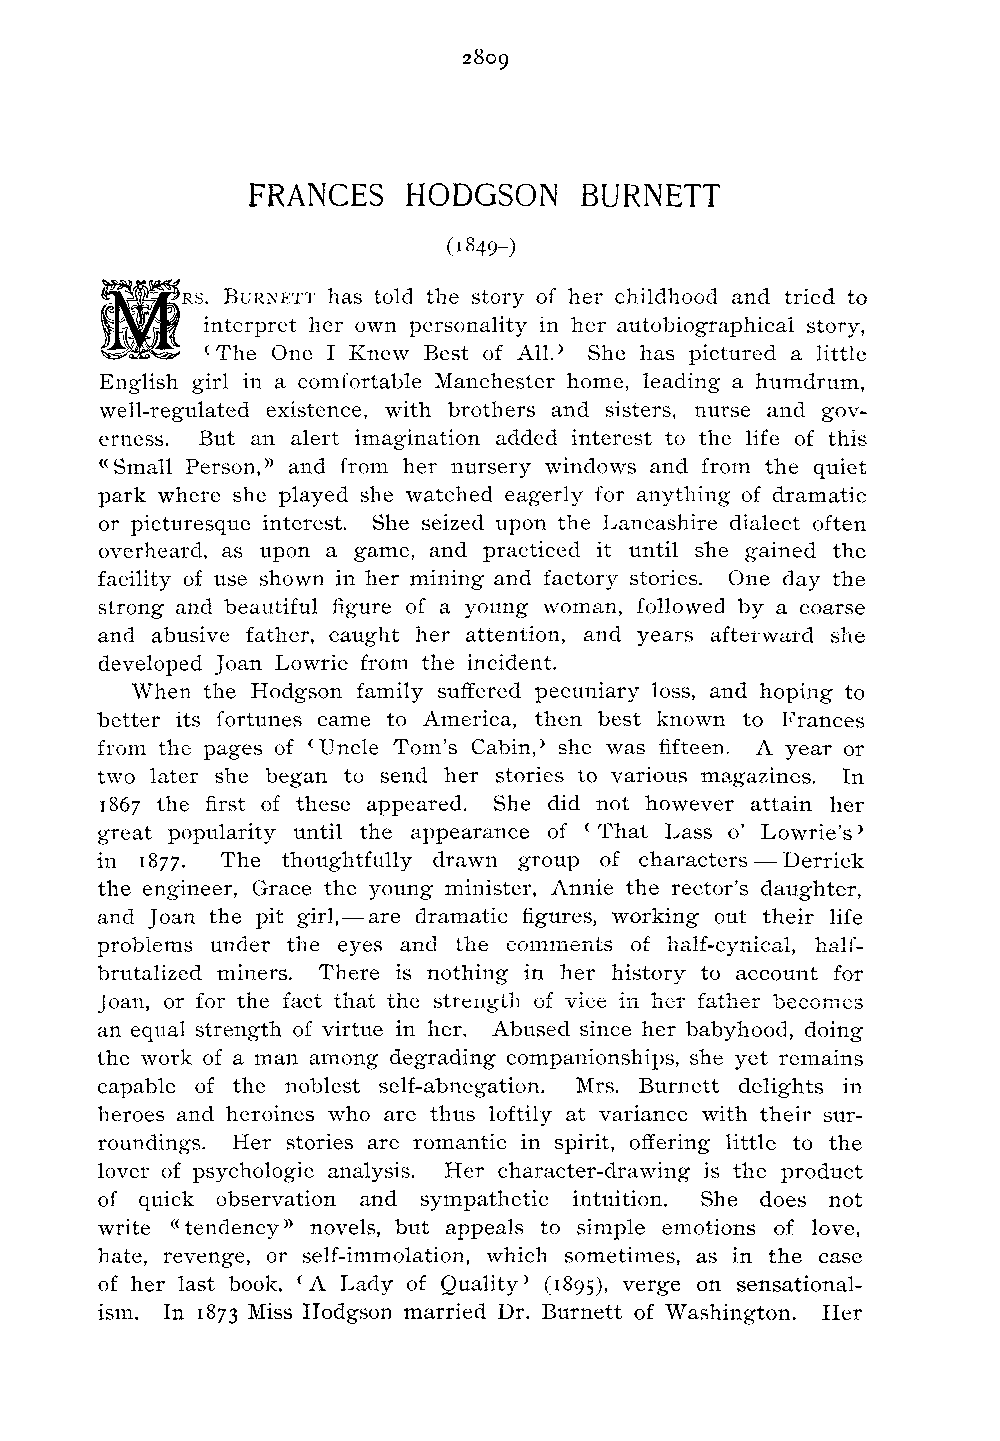 2809
FRANCES HODGSON BURNETT
(1849–)
MRS. BURNETT has told the story of her childhood and tried to
interpret her own personality in her autobiographical story,
‘The One I Knew Best of All.’ She has pictured a little
English girl in a comfortable Manchester home, leading a humdrum,
well-regulated existence, with brothers and sisters, nurse and gov-
erness. But an alert imagination added interest to the life of this
“Small Person,” and from her nursery windows and from the quiet
park where she played she watched eagerly for anything of dramatic
or picturesque interest. She seized upon the Lancashire dialect often
overheard, as upon a game, and practiced it until she gained the
facility of use shown in her mining and factory stories. One day the
strong and beautiful figure of a young woman, followed by a coarse
and abusive father, caught her attention, and years afterward she
developed Joan Lowrie from the incident.
When the Hodgson family suffered pecuniary loss, and hoping to
better its fortunes came to America, then best known to Frances
from the pages of ‘Uncle Tom's Cabin,’ she was fifteen. A year or
two later she began to send her stories to various magazines. In
1867 the first of these appeared. She did not however attain her
great popularity until the appearance of ‘That Lass o' Lowrie's’
in 1877. The thoughtfully drawn group of characters — Derrick
the engineer, Grace the young minister, Annie the rector's daughter,
and Joan the pit girl,— are dramatic figures, working out their life
problems under the eyes and the comments of half-cynical, half-
brutalized miners. There is nothing in her history to account for
Joan, or for the fact that the strength of vice in her father becomes
an equal strength of virtue in her. Abused since her babyhood, doing
the work of a man among degrading companionships, she yet remains
capable of the noblest self-abnegation. Mrs. Burnett delights in
heroes and heroines who are thus loftily at variance with their sur-
roundings. Her stories are romantic in spirit, offering little to the
lover of psychologic analysis. Her character-drawing is the product
of quick observation and sympathetic intuition. She does not
write “tendency” novels, but appeals to simple emotions of love,
hate, revenge, or self-immolation, which sometimes, as in the case
of her last book, ‘A Lady of Quality’ (1895), verge on sensational-
ism. In 1873 Miss Hodgson married Dr. Burnett of Washington. Her